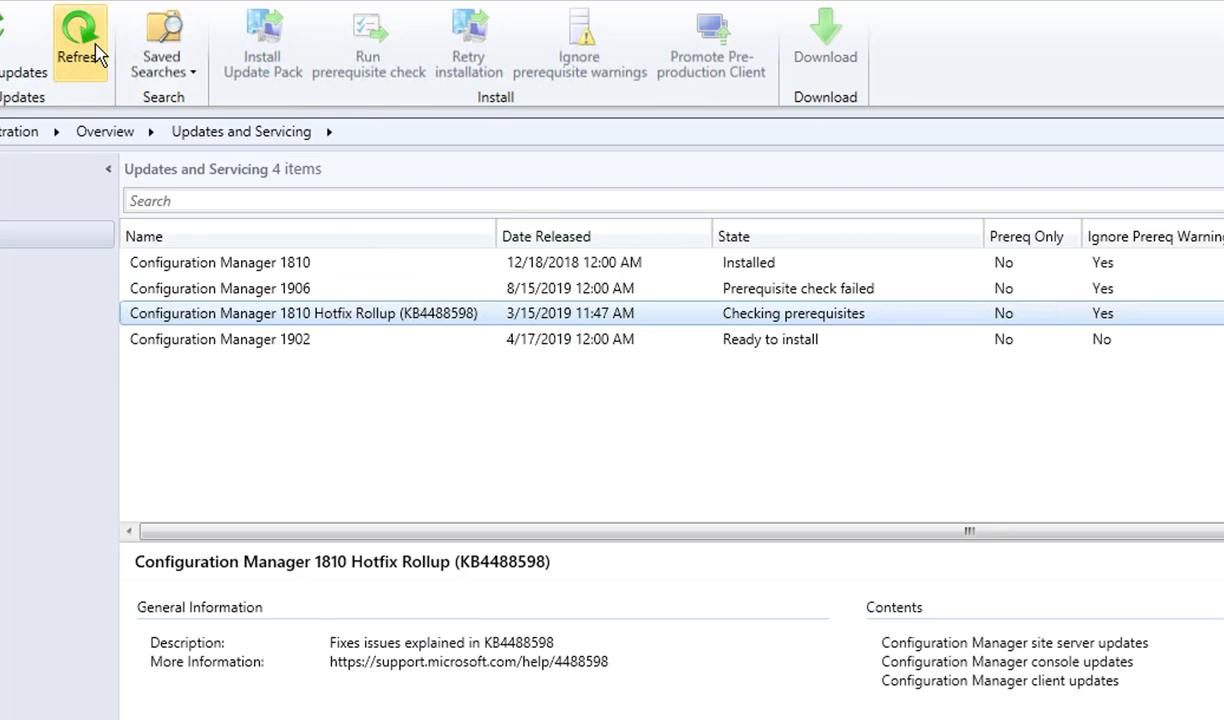 Refresh
Saved
Searches
Install
Update Pack
Run
prerequisite check
Retry
installation
Ignore
prerequisite warnings
Promote Pre-
production Client
Download
updates
Updates
Search
Install
Download
ration Overview Updates and Servicing
Updates and Servicing 4 items
Search
Name Date Released State Prereq Only Ignore Prereq Warning
Configuration Manager 1810 12/18/2018 12:00 AM Installed No Yes
Configuration Manager 1906 8/15/2019 12:00 AM Prerequisite check failed No Yes
Configuration Manager 1810 Hotfix Rollup (KB4488598) 3/15/2019 11:47 AM Checking prerequisites No Yes
Configuration Manager 1902 4/17/2019 12:00 AM Ready to install No No
Configuration Manager 1810 Hotfix Rollup (KB4488598)
General Information
Description: Fixes issues explained in KB4488598
More Information: https://support.microsoft.com/help/4488598
Contents
Configuration Manager site server updates
Configuration Manager console updates
Configuration Manager client updates